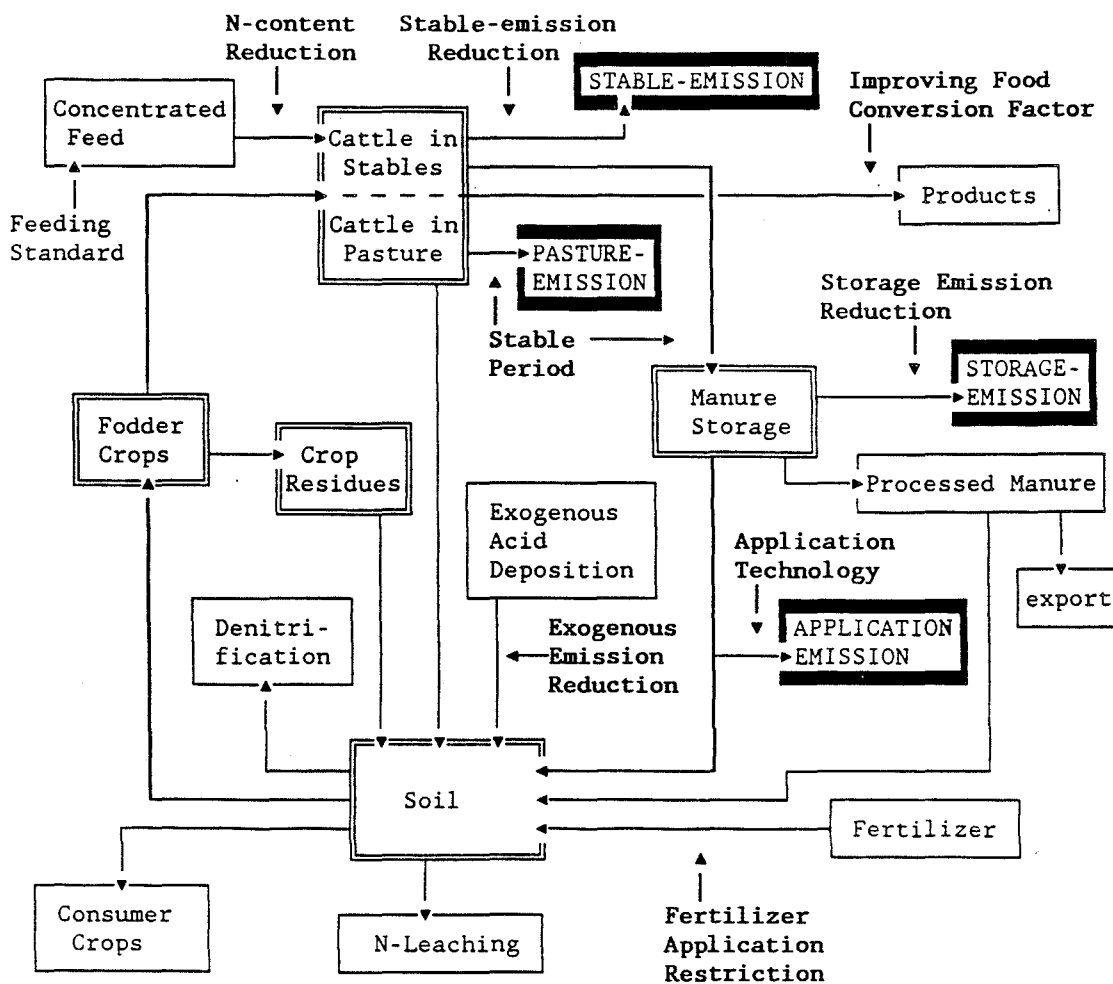 N-content
Reduction
Stable-emission
Reduction
STABLE-EMISSION
Improving Food
Conversion Factor
Concentrated
Feed
Cattle in
Stables
Products
Feeding
Standard
Cattle in
Pasture
PASTURE-
EMISSION
Storage Emission
Reduction
Stable
Period
STORAGE-
EMISSION
Manure
Storage
Fodder
Crops
Crop
Residues
Processed Manure
Exogenous
Acid
Deposition
Application
Technology
export
Denitri-
fication
Exogenous
Emission
Reduction
APPLICATION
EMISSION
Soil
Fertilizer
Consumer
Crops
N-Leaching
Fertilizer
Application
Restriction